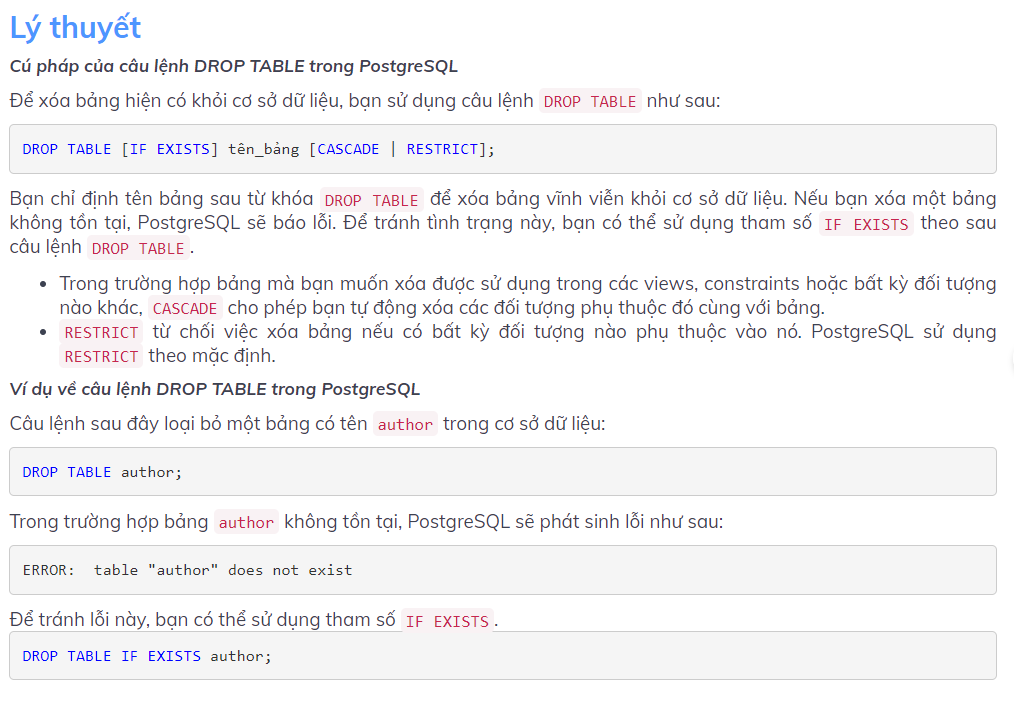 Lý thuyết
Cú pháp của câu lệnh DROP TABLE trong PostgreSQL
Để xóa bảng hiện có khỏi cơ sở dữ liệu, bạn sử dụng câu lệnh DROP TABLE như sau:
DROP TABLE [IF EXISTS] tên_bảng [CASCADE | RESTRICT];
Bạn chỉ định tên bảng sau từ khóa DROP TABLE để xóa bảng vĩnh viễn khỏi cơ sở dữ liệu. Nếu bạn xóa một bảng
không tồn tại, PostgreSQL sẽ báo lỗi. Để tránh tình trạng này, bạn có thể sử dụng tham số IF EXISTS theo sau
câu lệnh DROP TABLE.
• Trong trường hợp bảng mà bạn muốn xóa được sử dụng trong các views, constraints hoặc bất kỳ đối tượng
nào khác, CASCADE cho phép bạn tự động xóa các đối tượng phụ thuộc đó cùng với bảng.
• RESTRICT từ chối việc xóa bảng nếu có bất kỳ đối tượng nào phụ thuộc vào nó. PostgreSQL sử dụng
RESTRICT theo mặc định.
Ví dụ về câu lệnh DROP TABLE trong PostgreSQL
Câu lệnh sau đây loại bỏ một bảng có tên author trong cơ sở dữ liệu:
DROP TABLE author;
Trong trường hợp bảng author không tồn tại, PostgreSQL sẽ phát sinh lỗi như sau:
ERROR:  table "author" does not exist
Để tránh lỗi này, bạn có thể sử dụng tham số IF EXISTS.
DROP TABLE IF EXISTS author;